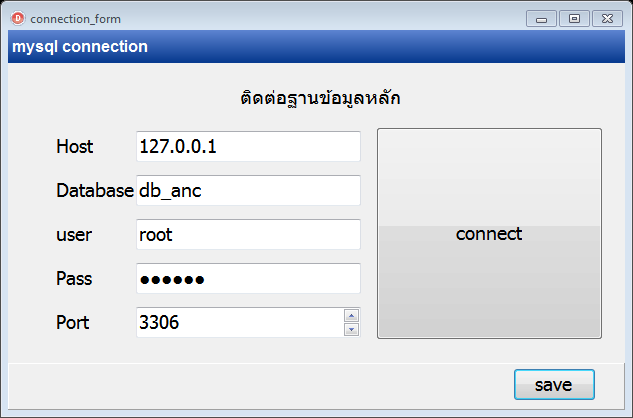 connection_form
mysql connection
ติดต่อฐานข้อมูลหลัก
Host 127.0.0.1
Database db_anc
user root
Pass ●●●●●●
Port 3306
connect
save